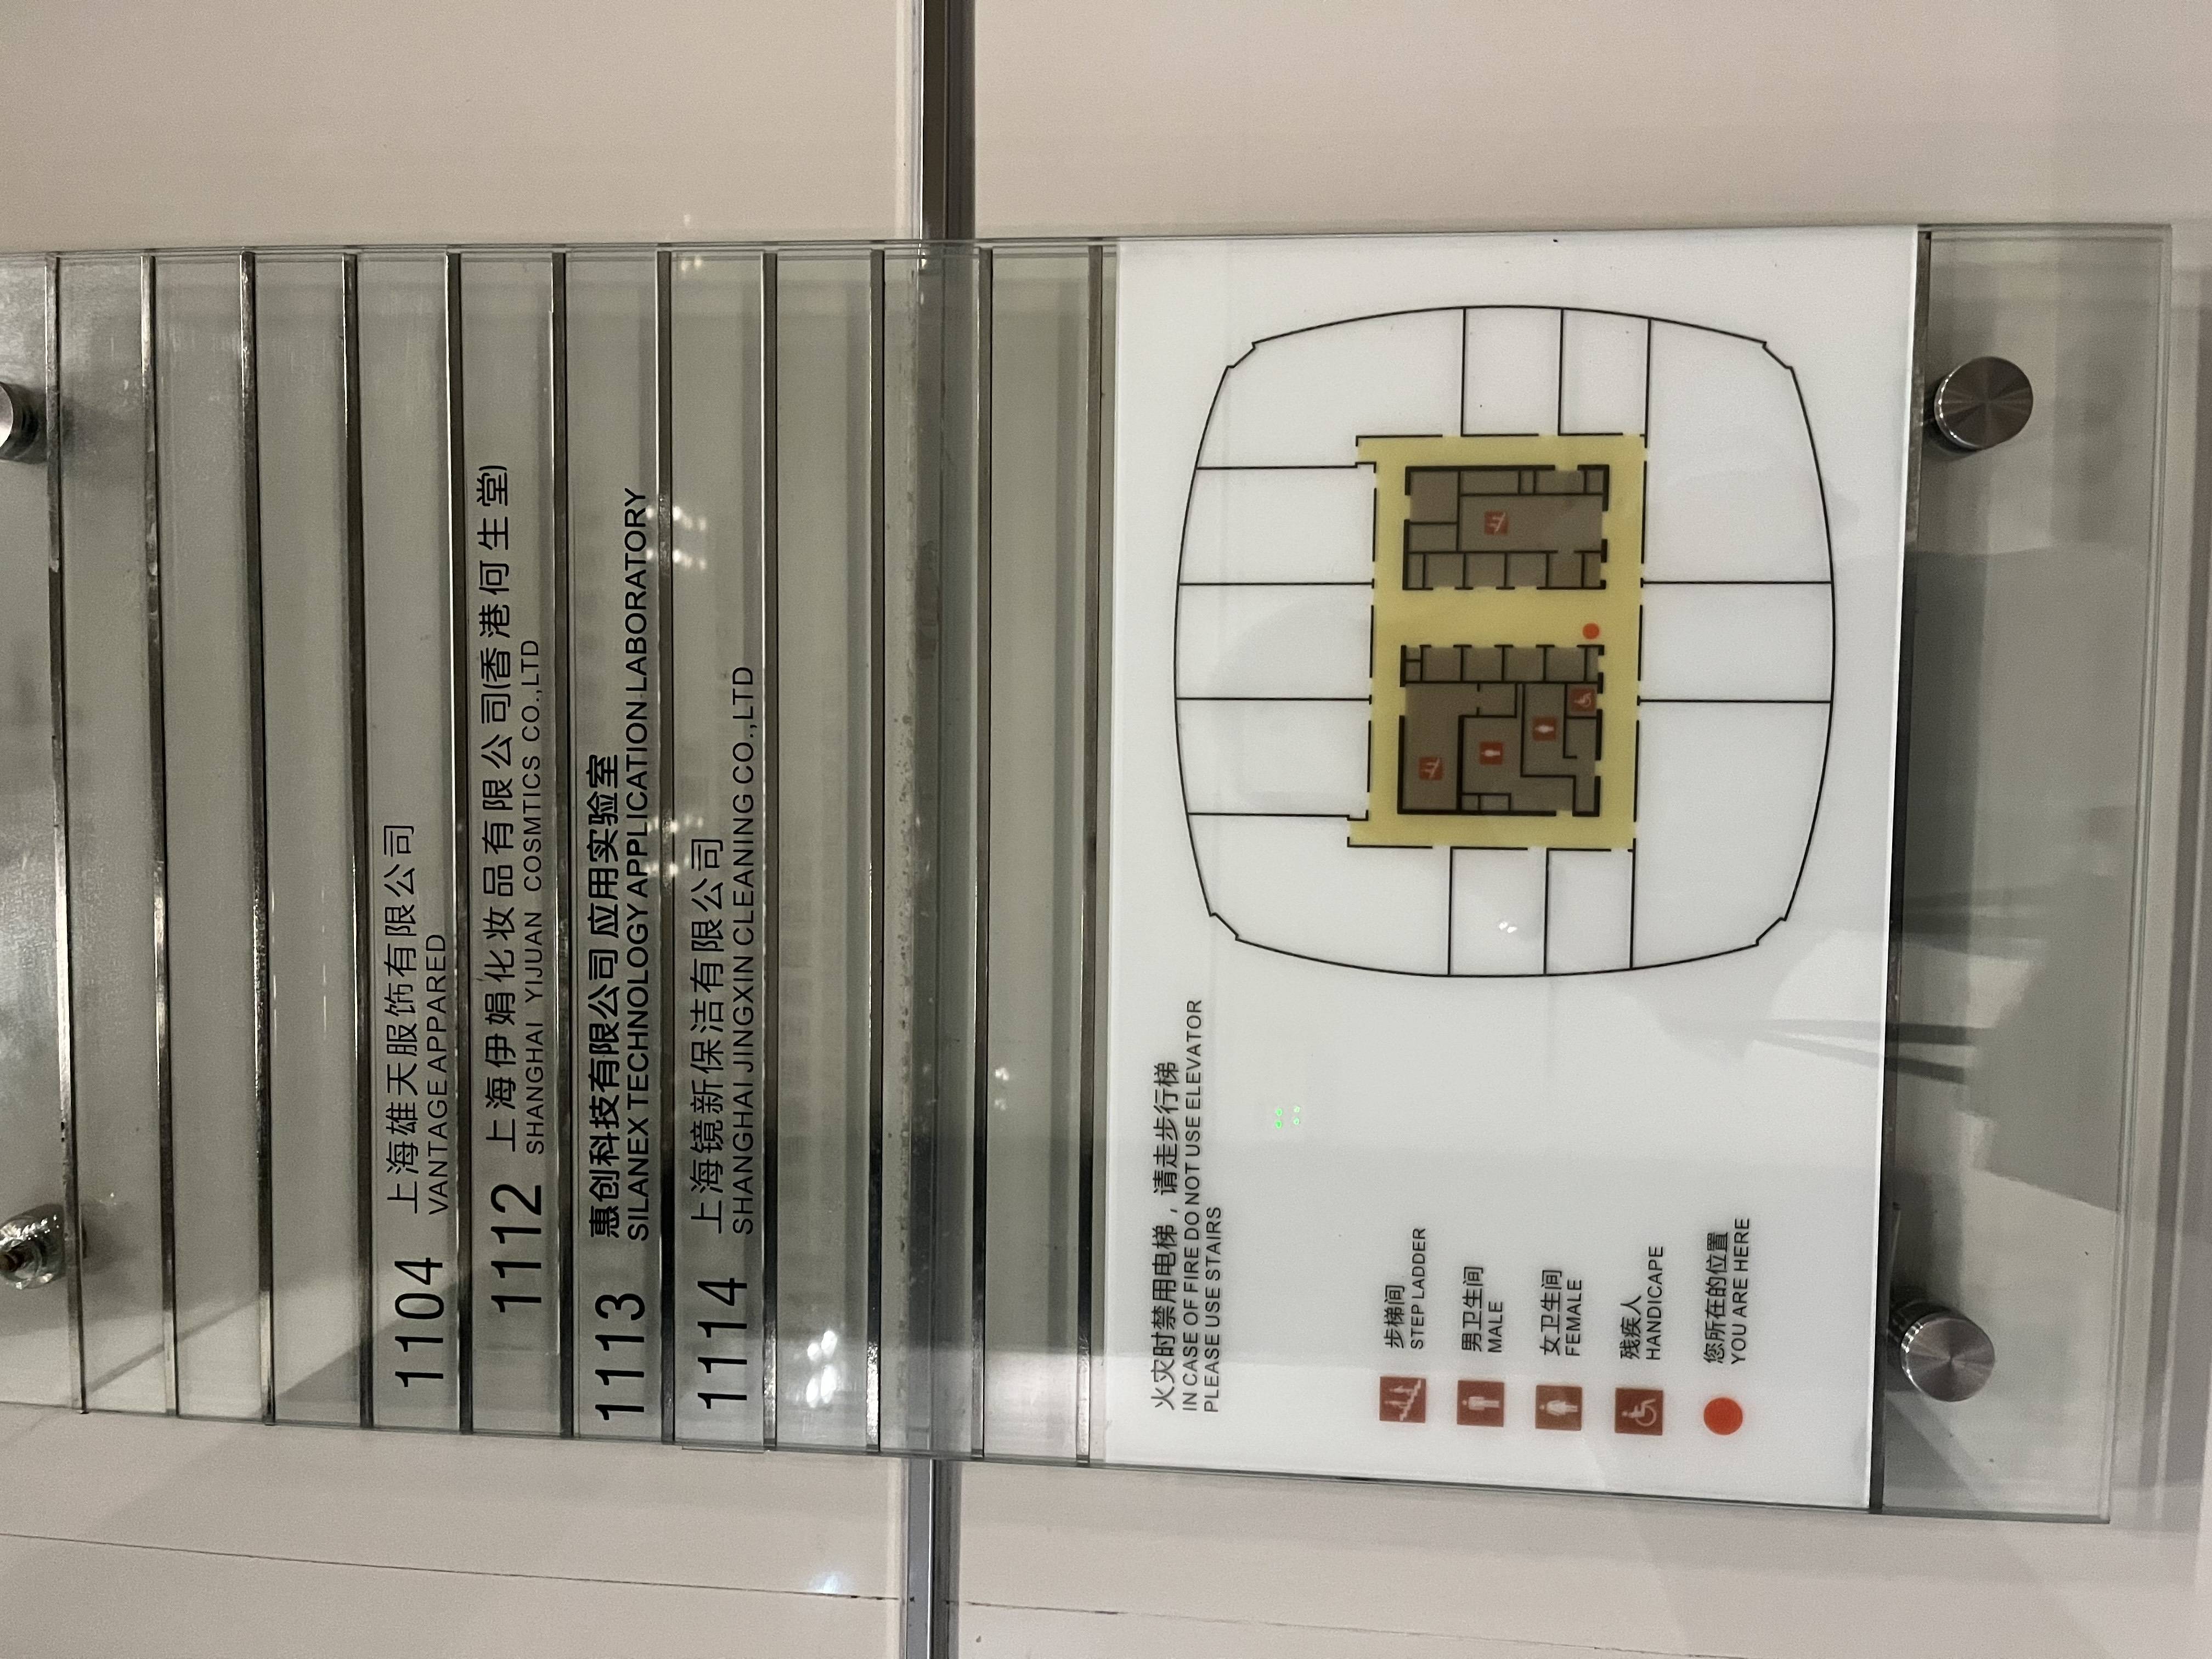 1104 上海雄天服饰有限公司
VANTAGE APPARED
1112 上海伊娟化妆品有限公司(香港何生堂)
SHANGHAI YIJUAN COSMTICS CO.,LTD
1113 惠创科技有限公司 应用实验室
SILANEX TECHNOLOGY APPLICATION LABORATORY
1114 上海镜新保洁有限公司
SHANGHAI JINGXIN CLEANING CO.,LTD
火灾时禁用电梯，请走步行梯
IN CASE OF FIRE DO NOT USE ELEVATOR
PLEASE USE STAIRS
步梯间
STEP LADDER
男卫生间
MALE
女卫生间
FEMALE
残疾人
HANDICAPE
您所在的位置
YOU ARE HERE